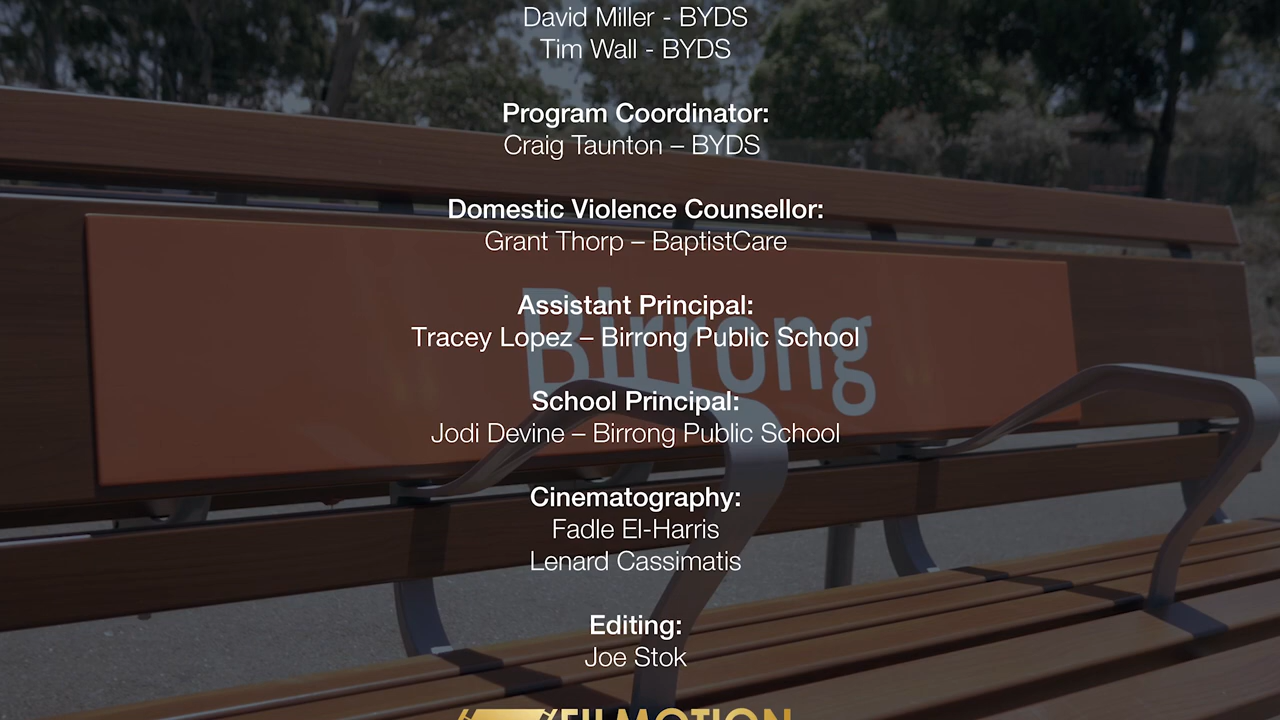 David Miller - BYDS
Tim Wall - BYDS
Program Coordinator:
Craig Taunton – BYDS
Domestic Violence Counsellor:
Grant Thorp – BaptistCare
Assistant Principal:
Tracey Lopez – Birrong Public School
Birrong
School Principal:
Jodi Devine – Birrong Public School
Cinematography:
Fadle El-Harris
Lenard Cassimatis
Editing:
Joe Stok
FILMOTION